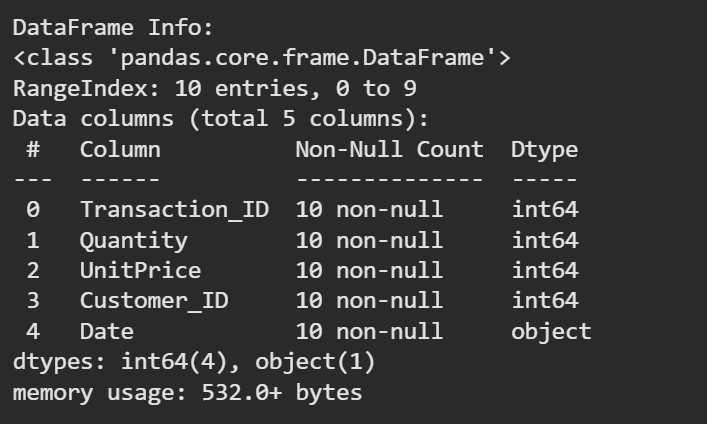 DataFrame Info:
<class 'pandas.core.frame.DataFrame'>
RangeIndex: 10 entries, 0 to 9
Data columns (total 5 columns):
 #   Column          Non-Null Count  Dtype
---  ------          --------------  -----
 0   Transaction_ID  10 non-null     int64
 1   Quantity        10 non-null     int64
 2   UnitPrice       10 non-null     int64
 3   Customer_ID     10 non-null     int64
 4   Date            10 non-null     object
dtypes: int64(4), object(1)
memory usage: 532.0+ bytes